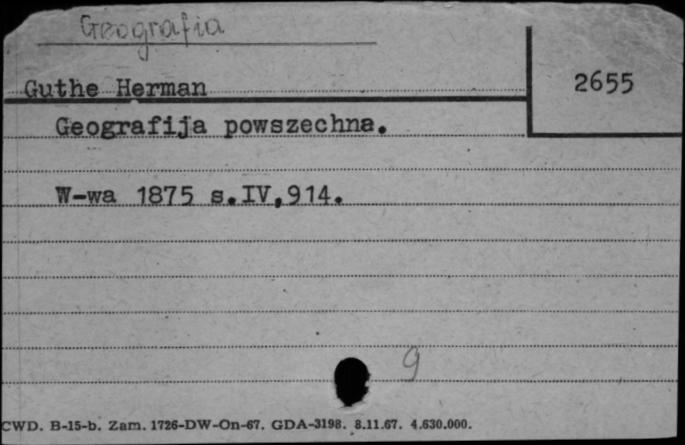 Geografia
Guthe Herman
2655
Geografija powszechna.
W-wa 1875 s.IV,914.
9
CWD. B-15-b. Zam. 1726-DW-On-67. GDA-3198. 8.11.67. 4.630.000.